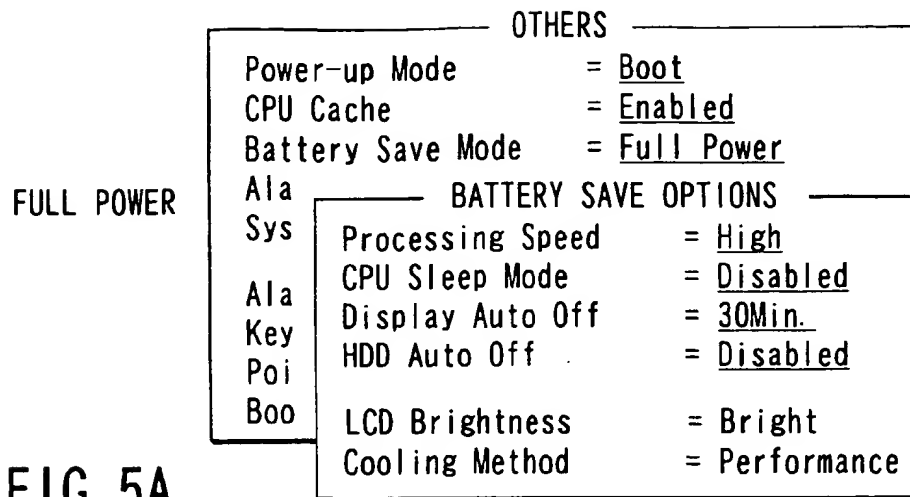 OTHERS
Power-up Mode = Boot
CPU Cache = Enabled
Battery Save Mode = Full Power
FULL POWER
Ala
Sys
Ala
Key
Poi
Boo
BATTERY SAVE OPTIONS
Processing Speed = High
CPU Sleep Mode = Disabled
Display Auto Off = 30Min.
HDD Auto Off = Disabled
LCD Brightness = Bright
Cooling Method = Performance
FIG. 5A